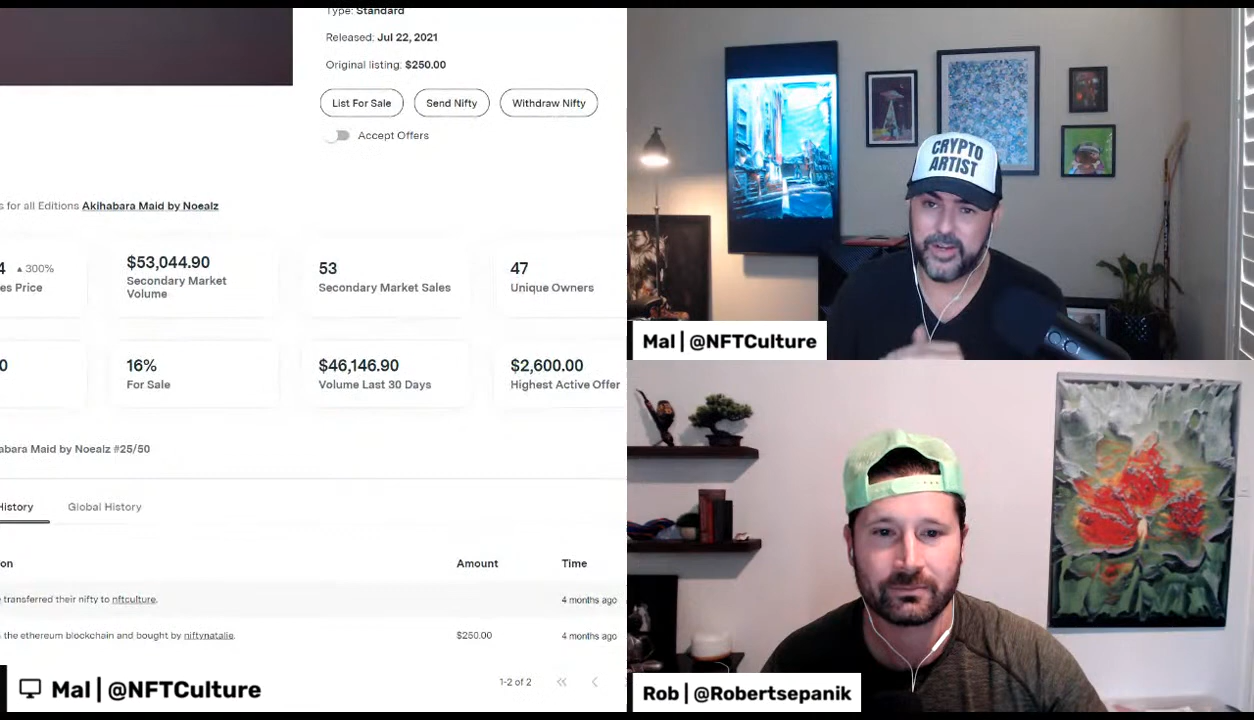 Type: Standard
Released: Jul 22, 2021
Original listing: $250.00
List For Sale
Send Nifty
Withdraw Nifty
Accept Offers
s for all Editions Akihabara Maid by Noealz
4 ▲ 300%
es Price
$53,044.90
Secondary Market
Volume
53
Secondary Market Sales
47
Unique Owners
0
16%
For Sale
$46,146.90
Volume Last 30 Days
$2,600.00
Highest Active Offer
abara Maid by Noealz #25/50
History
Global History
on
Amount
Time
transferred their nifty to nftculture.
4 months ago
the ethereum blockchain and bought by niftynatalie.
$250.00
4 months ago
1-2 of 2
Mal | @NFTCulture
CRYPTO
ARTIST
Mal | @NFTCulture
Rob | @Robertsepanik